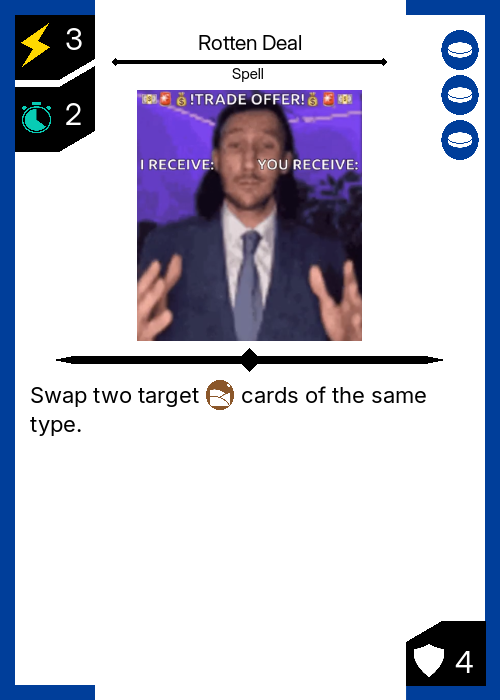 3
Rotten Deal
Spell
2
!TRADE OFFER!
I RECEIVE: YOU RECEIVE:
Swap two target cards of the same
type.
4